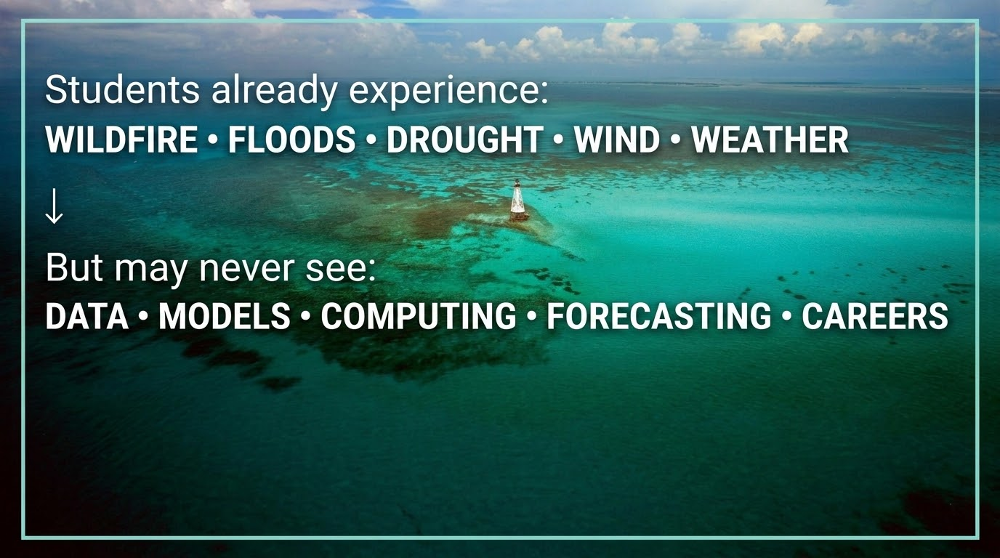 Students already experience:
WILDFIRE • FLOODS • DROUGHT • WIND • WEATHER
↓
But may never see:
DATA • MODELS • COMPUTING • FORECASTING • CAREERS